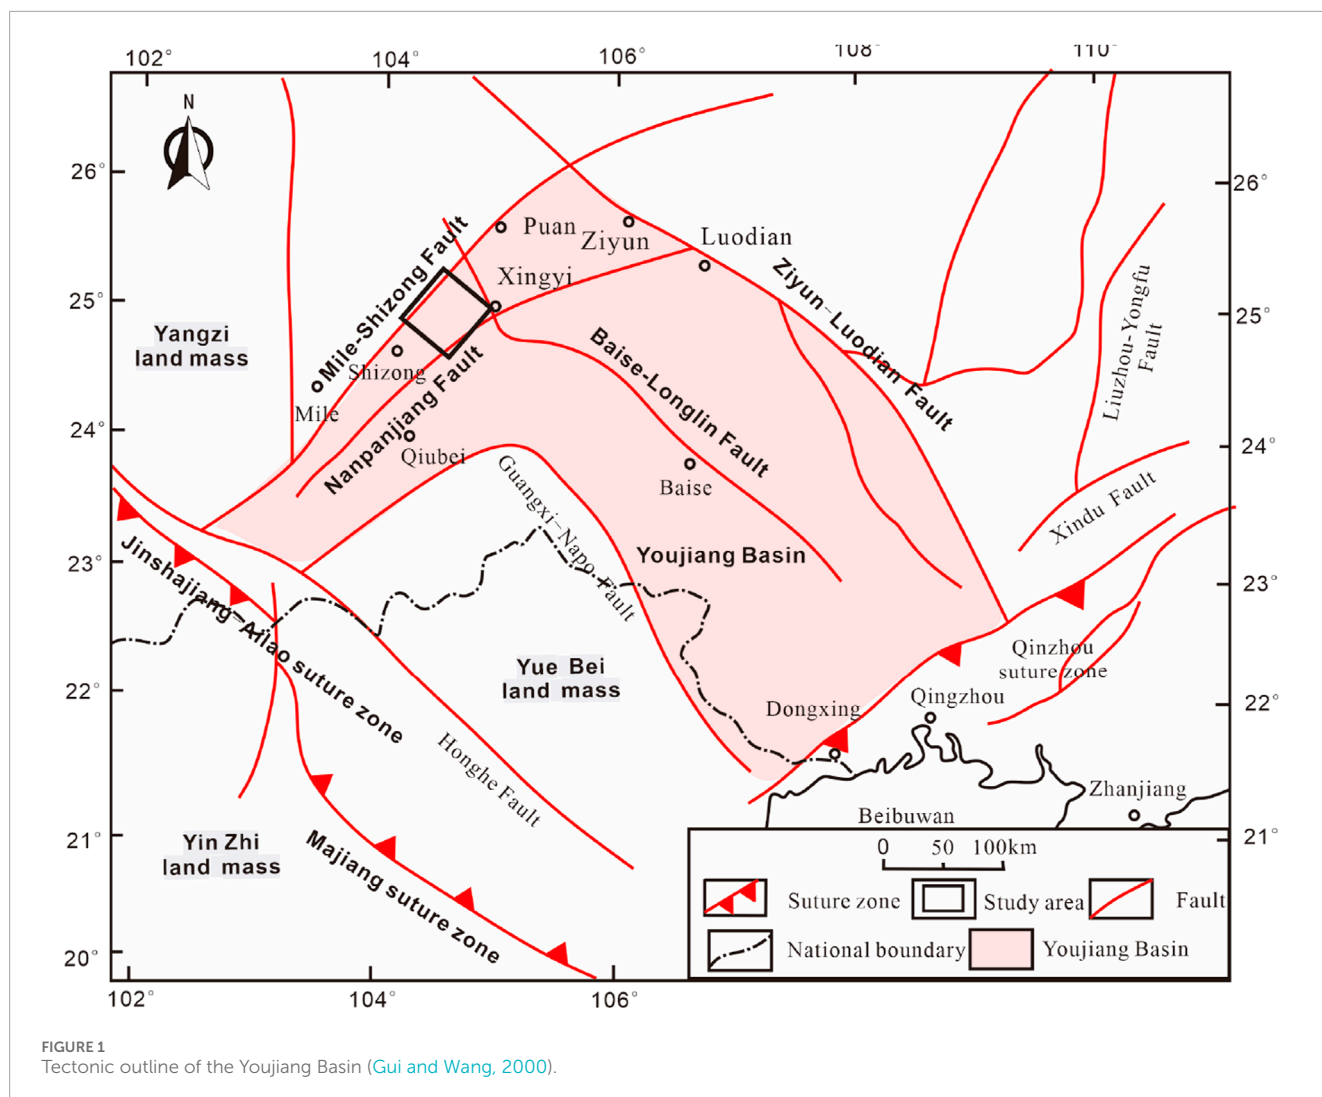 102° 104° 106° 108° 110°
N
26°
26°
Puan
Ziyun
Luodian
Xingyi
Mile-Shizong Fault
Ziyun-Luodian Fault
25°
25°
Yangzi
land mass
Liuzhou-Yongfu
Fault
Baise-Longlin Fault
Shizong
Mile
Nanpanjiang Fault
24°
24°
Qiubei
Guangxi-Napo Fault
Baise
Xindu Fault
23°
23°
Youjiang Basin
Jinshajiang-Ailao suture zone
Yue Bei
land mass
Qinzhou
suture zone
22°
22°
Dongxing
Qingzhou
Honghe Fault
Zhanjiang
Beibuwan
21°
21°
Yin Zhi
land mass
Majiang suture zone
0 50 100km
Suture zone
Study area
Fault
National boundary
Youjiang Basin
20°
102° 104° 106°
FIGURE 1
Tectonic outline of the Youjiang Basin (Gui and Wang, 2000).